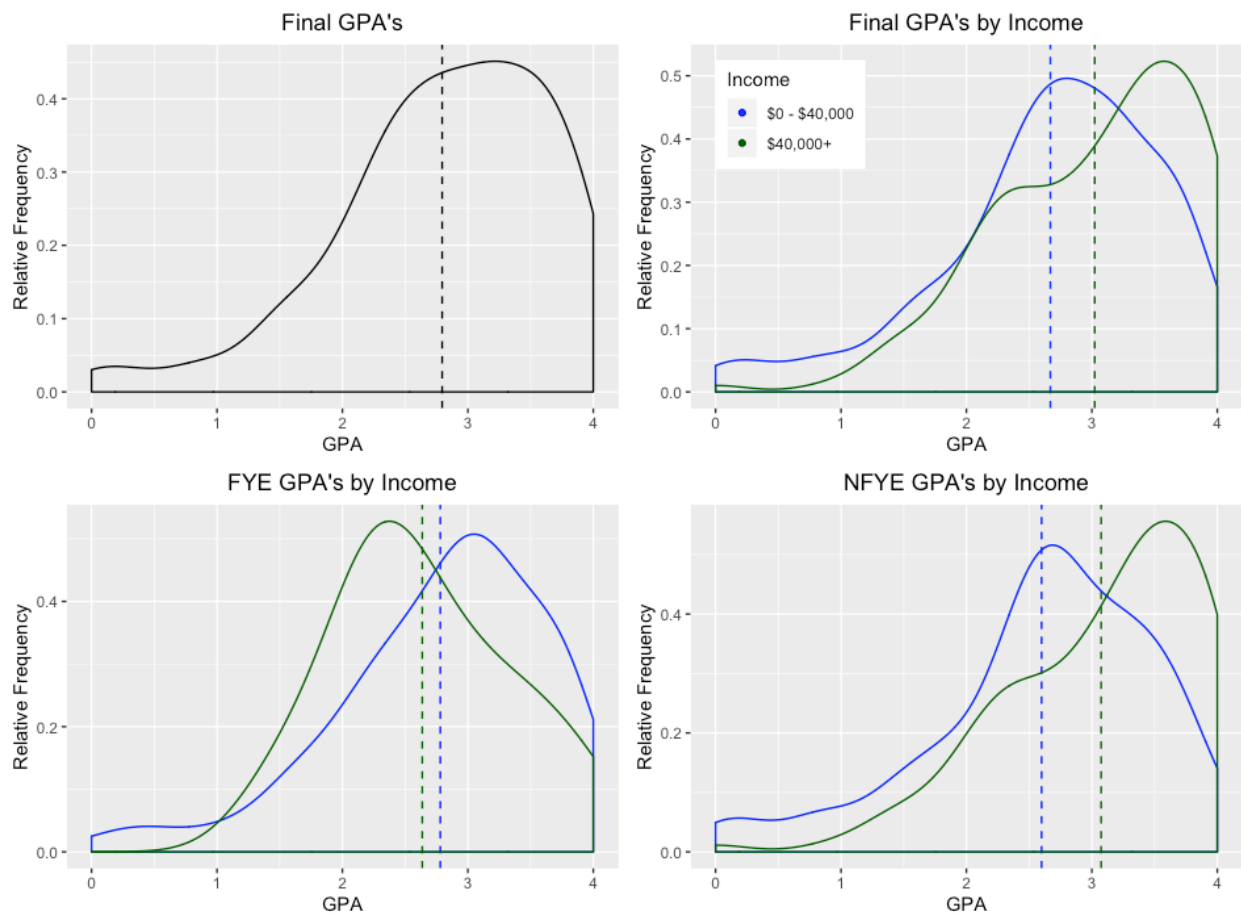 Final GPA's
Relative Frequency
0.4
0.3
0.2
0.1
0.0
0 1 2 3 4
GPA
Final GPA's by Income
Relative Frequency
0.5
0.4
0.3
0.2
0.1
0.0
Income
$0 - $40,000
$40,000+
0 1 2 3 4
GPA
FYE GPA's by Income
Relative Frequency
0.4
0.2
0.0
0 1 2 3 4
GPA
NFYE GPA's by Income
Relative Frequency
0.4
0.2
0.0
0 1 2 3 4
GPA